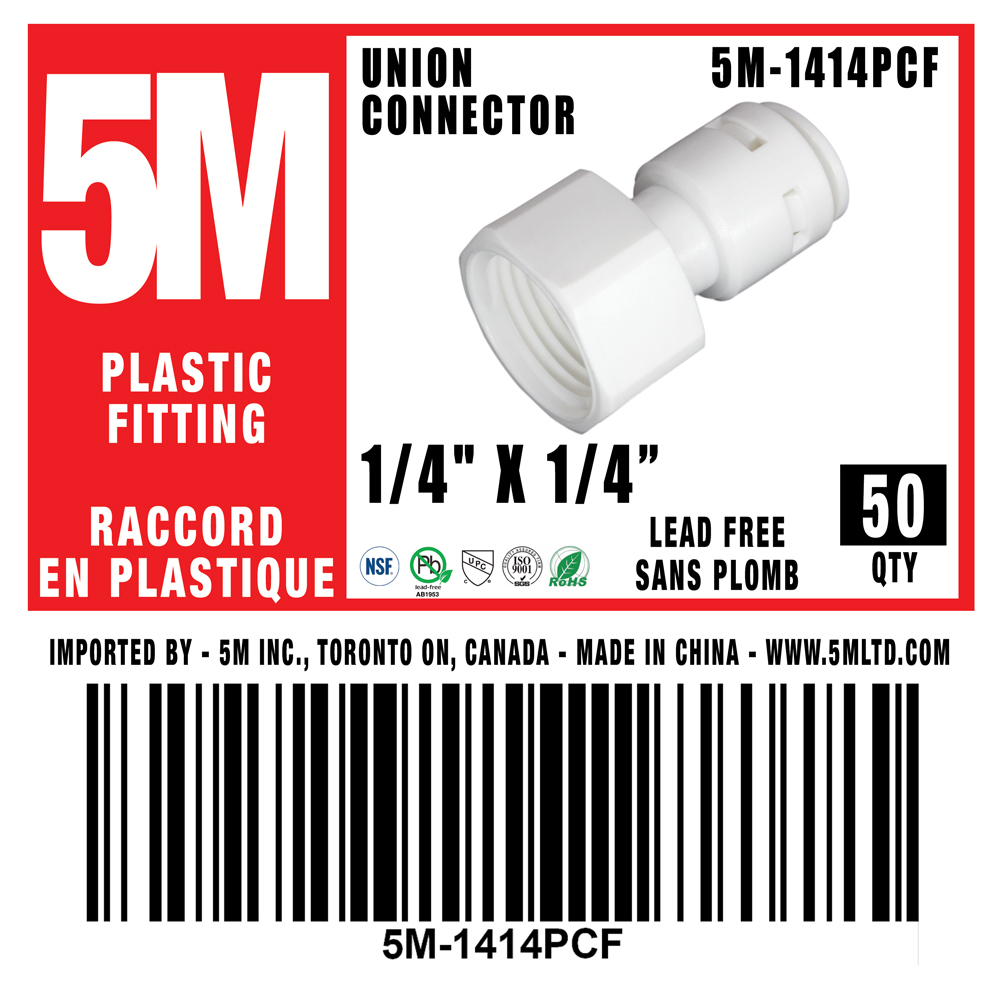 5M
PLASTIC
FITTING
RACCORD
EN PLASTIQUE
UNION
CONNECTOR
5M-1414PCF
1/4" X 1/4”
NSF
C
Pb
lead-free
AB1953
UPC
C
ISO
9001
SGS
RoHS
LEAD FREE
SANS PLOMB
50
QTY
IMPORTED BY - 5M INC., TORONTO ON, CANADA - MADE IN CHINA - WWW.5MLTD.COM
5M-1414PCF